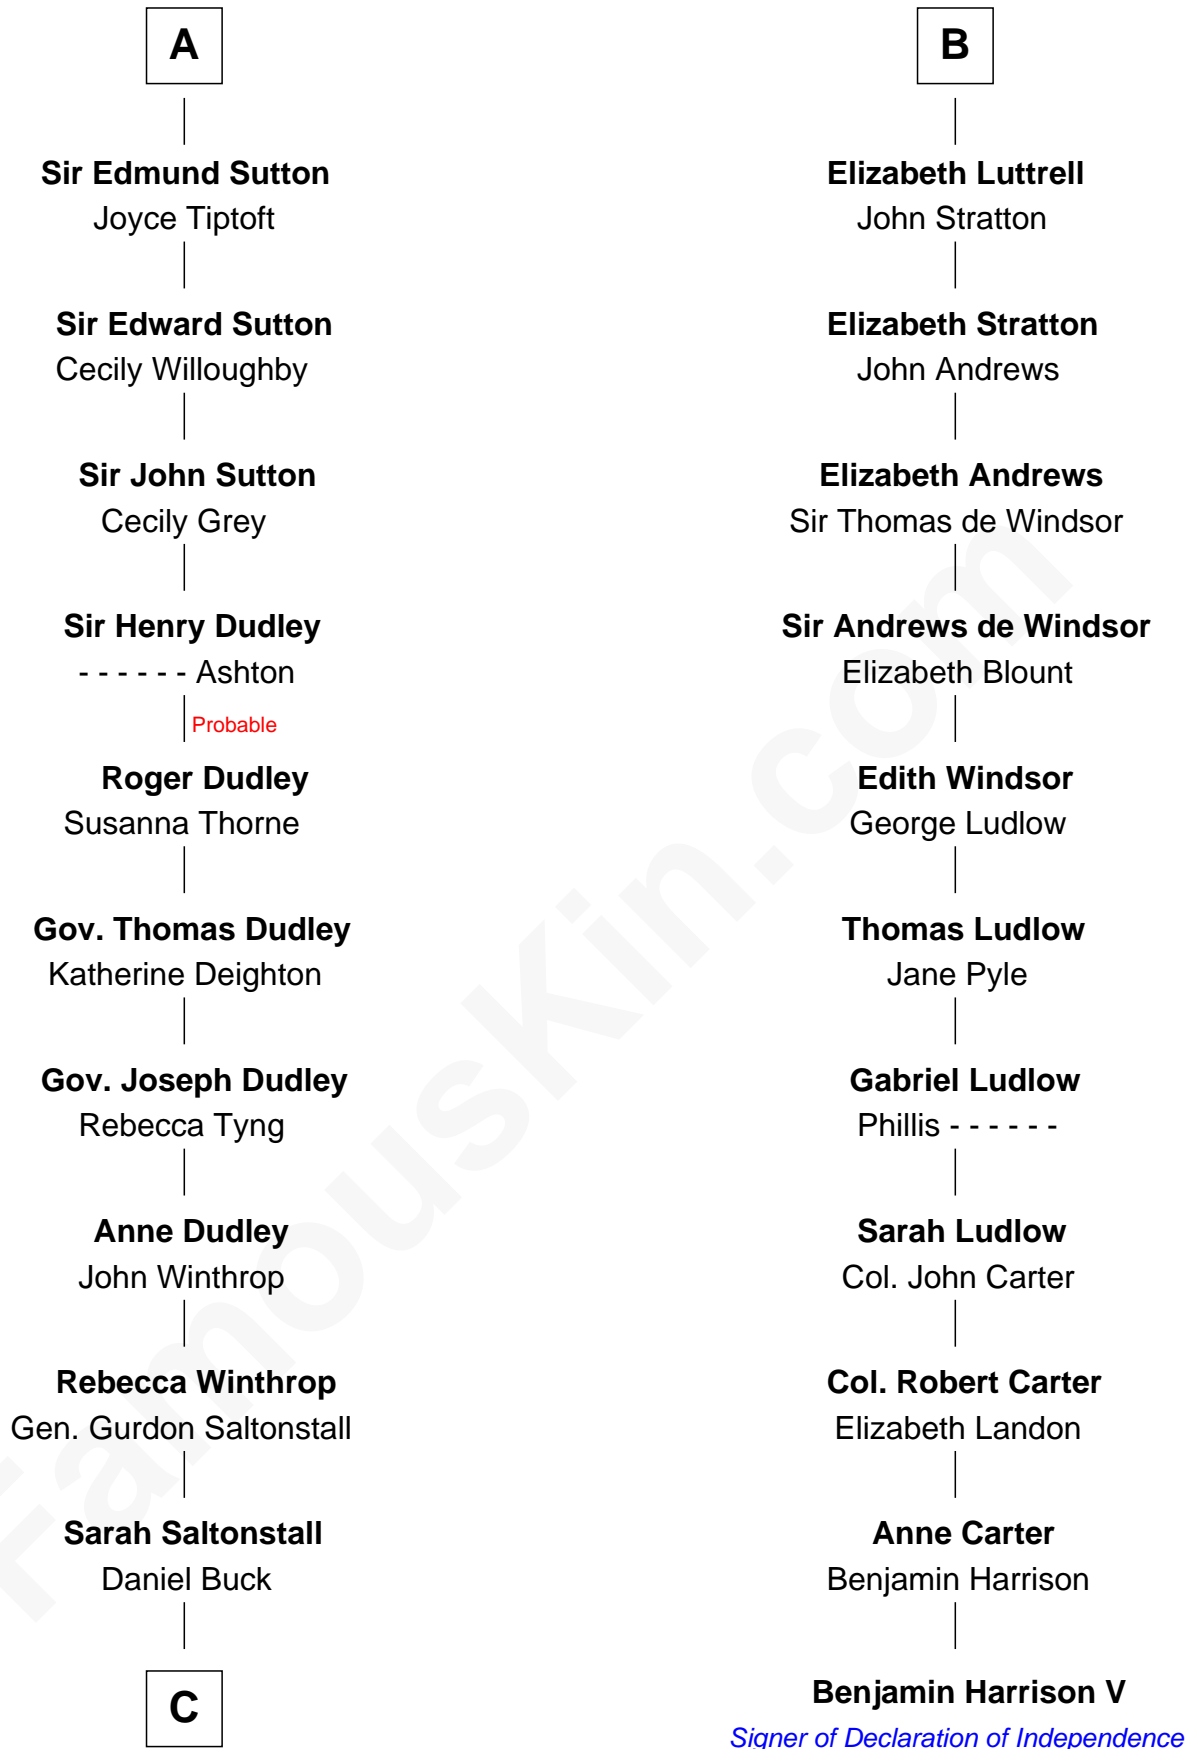 A
Sir Edmund Sutton
Joyce Tiptoft
Sir Edward Sutton
Cecily Willoughby
Sir John Sutton
Cecily Grey
Sir Henry Dudley
- - - - - - Ashton
Probable
Roger Dudley
Susanna Thorne
Gov. Thomas Dudley
Katherine Deighton
Gov. Joseph Dudley
Rebecca Tyng
Anne Dudley
John Winthrop
Rebecca Winthrop
Gen. Gurdon Saltonstall
Sarah Saltonstall
Daniel Buck
C
B
Elizabeth Luttrell
John Stratton
Elizabeth Stratton
John Andrews
Elizabeth Andrews
Sir Thomas de Windsor
Sir Andrews de Windsor
Elizabeth Blount
Edith Windsor
George Ludlow
Thomas Ludlow
Jane Pyle
Gabriel Ludlow
Phillis - - - - - -
Sarah Ludlow
Col. John Carter
Col. Robert Carter
Elizabeth Landon
Anne Carter
Benjamin Harrison
Benjamin Harrison V
Signer of Declaration of Independence
FamousKin.com